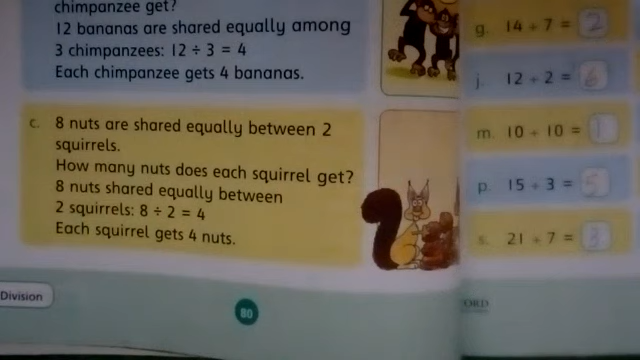 chimpanzee get?
12 bananas are shared equally among
3 chimpanzees: 12 ÷ 3 = 4
Each chimpanzee gets 4 bananas.
c. 8 nuts are shared equally between 2
squirrels.
How many nuts does each squirrel get?
8 nuts shared equally between
2 squirrels: 8 ÷ 2 = 4
Each squirrel gets 4 nuts.
Division
80
g. 14 ÷ 7 = 2
j. 12 ÷ 2 = 6
m. 10 ÷ 10 = 1
p. 15 ÷ 3 = 5
s. 21 ÷ 7 = 3